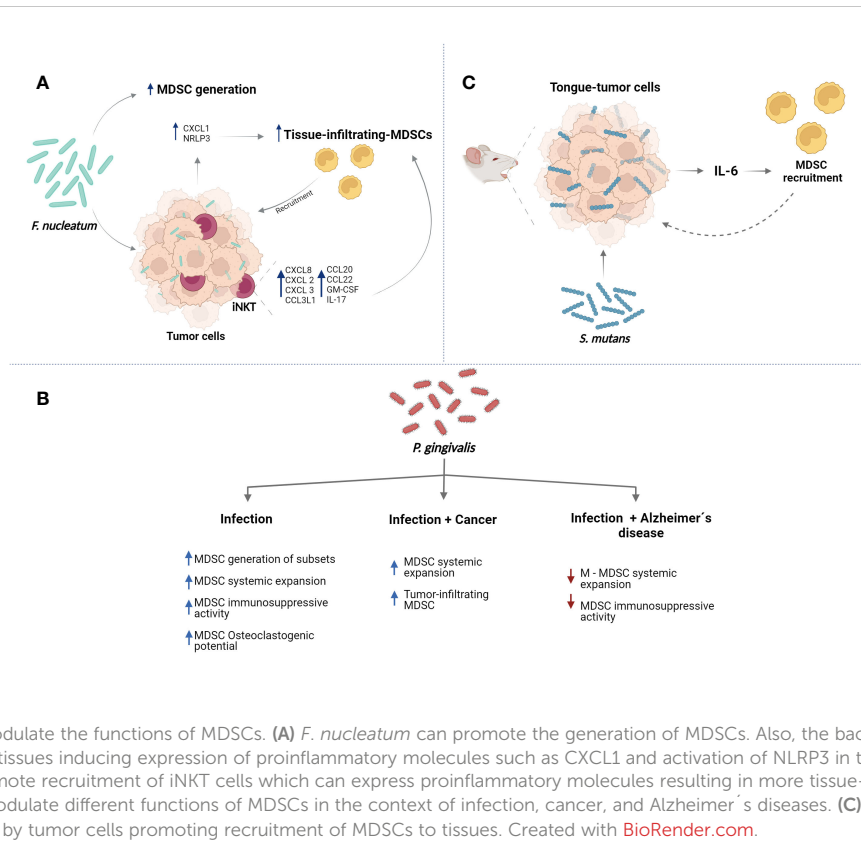 A
MDSC generation
CXCL1
NRLP3
Tissue-infiltrating-MDSCs
Recruitment
F. nucleatum
CXCL8
CXCL 2
CXCL 3
CCL3L1
CCL20
CCL22
GM-CSF
IL-17
iNKT
Tumor cells
C
Tongue-tumor cells
IL-6
MDSC
recruitment
S. mutans
B
P. gingivalis
Infection
MDSC generation of subsets
MDSC systemic expansion
MDSC immunosuppressive
activity
MDSC Osteoclastogenic
potential
Infection + Cancer
MDSC systemic
expansion
Tumor-infiltrating
MDSC
Infection + Alzheimer´s
disease
M - MDSC systemic
expansion
MDSC immunosuppressive
activity
odulate the functions of MDSCs. (A) F. nucleatum can promote the generation of MDSCs. Also, the bac
tissues inducing expression of proinflammatory molecules such as CXCL1 and activation of NLRP3 in t
mote recruitment of iNKT cells which can express proinflammatory molecules resulting in more tissue-
odulate different functions of MDSCs in the context of infection, cancer, and Alzheimer´s diseases. (C)
by tumor cells promoting recruitment of MDSCs to tissues. Created with BioRender.com.